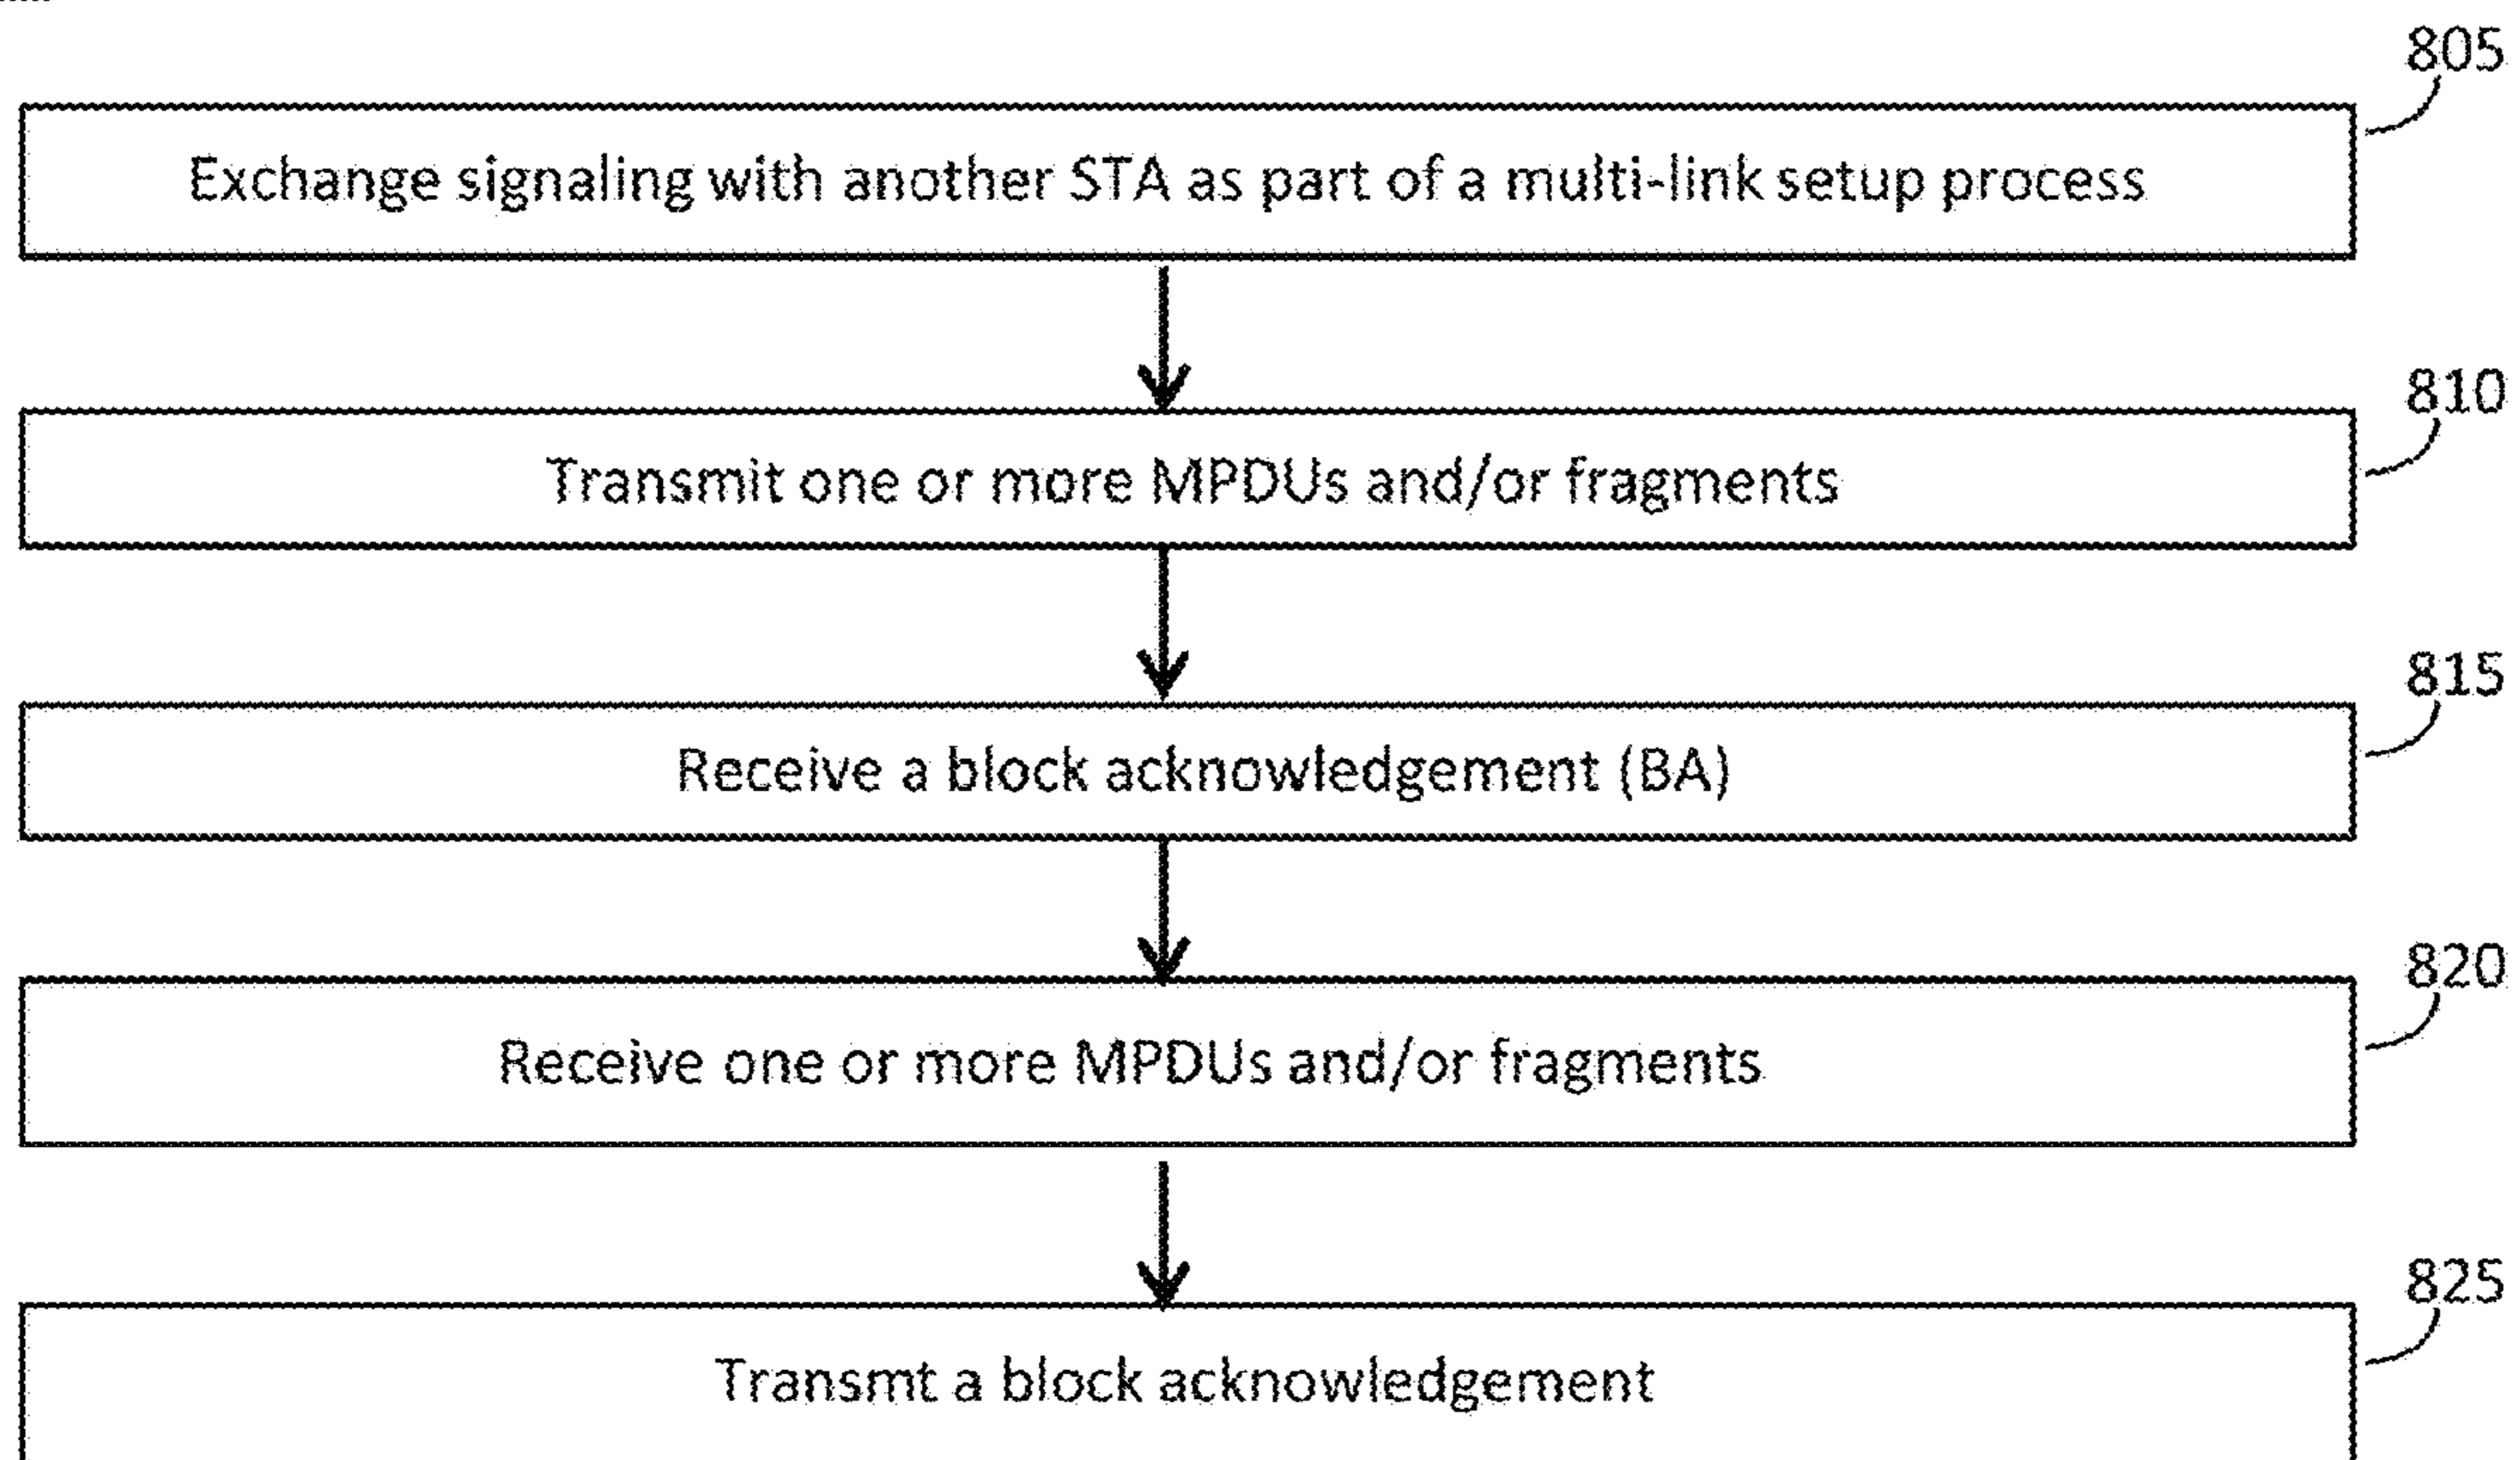 805
Exchange signaling with another STA as part of a multi-link setup process
810
Transmit one or more MPDUs and/or fragments
815
Receive a block acknowledgement (BA)
820
Receive one or more MPDUs and/or fragments
825
Transmt a block acknowledgement